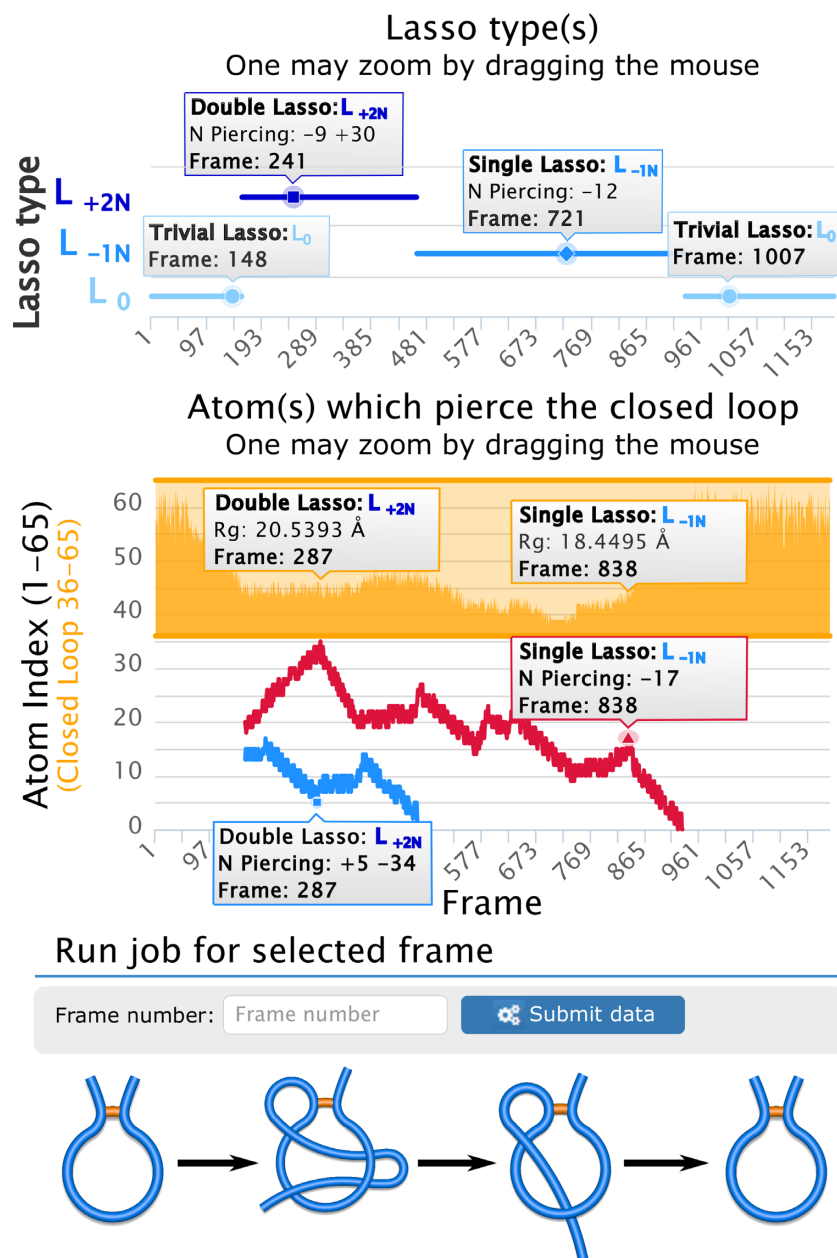 Lasso type(s)
One may zoom by dragging the mouse
Lasso type
L +2N
L -1N
L 0
Double Lasso: L +2N
N Piercing: -9 +30
Frame: 241
Single Lasso: L -1N
N Piercing: -12
Frame: 721
Trivial Lasso: L0
Frame: 148
Trivial Lasso: L0
Frame: 1007
1 97 193 289 385 481 577 673 769 865 961 1057 1153
Atom(s) which pierce the closed loop
One may zoom by dragging the mouse
Atom Index (1-65)
(Closed Loop 36-65)
60
50
40
30
20
10
0
Double Lasso: L +2N
Rg: 20.5393 Å
Frame: 287
Single Lasso: L -1N
Rg: 18.4495 Å
Frame: 838
Single Lasso: L -1N
N Piercing: -17
Frame: 838
Double Lasso: L +2N
N Piercing: +5 -34
Frame: 287
1 97 577 673 769 865 961 1057 1153
Frame
Run job for selected frame
Frame number: Frame number Submit data